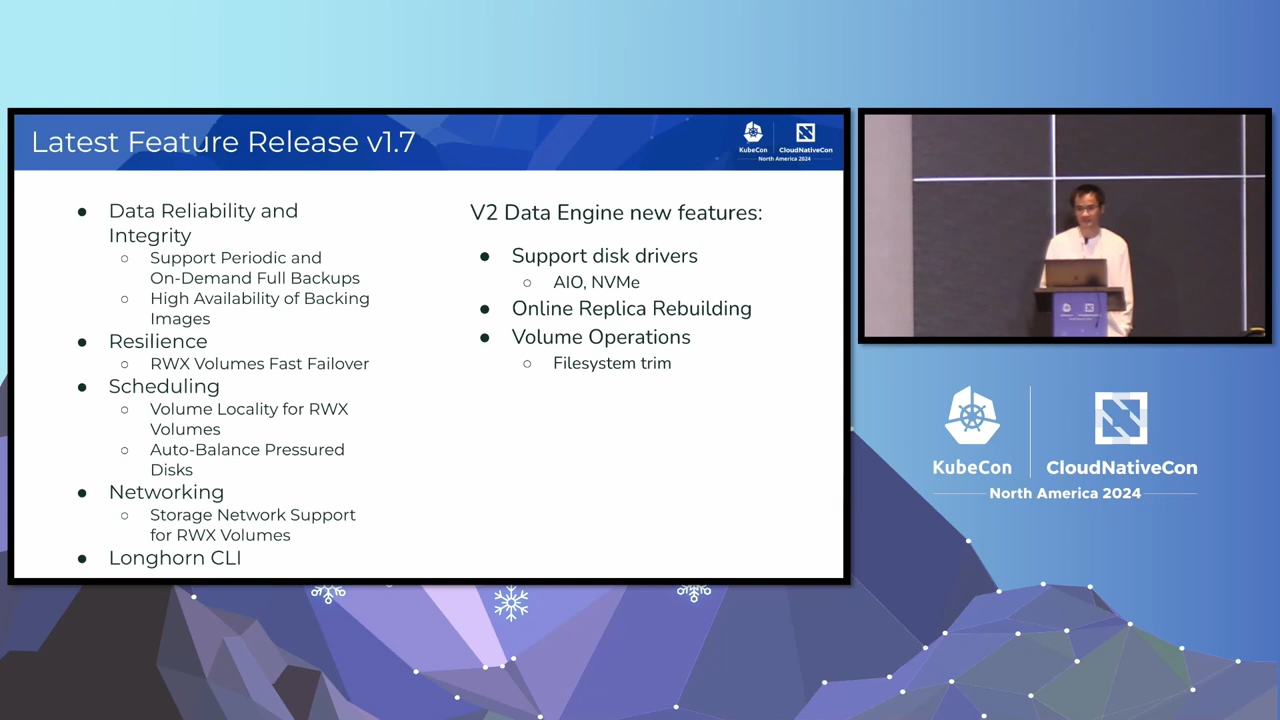 Latest Feature Release v1.7
KubeCon
CloudNativeCon
North America 2024
● Data Reliability and
Integrity
○ Support Periodic and
On-Demand Full Backups
○ High Availability of Backing
Images
● Resilience
○ RWX Volumes Fast Failover
● Scheduling
○ Volume Locality for RWX
Volumes
○ Auto-Balance Pressured
Disks
● Networking
○ Storage Network Support
for RWX Volumes
● Longhorn CLI
V2 Data Engine new features:
● Support disk drivers
○ AIO, NVMe
● Online Replica Rebuilding
● Volume Operations
○ Filesystem trim
KubeCon
CloudNativeCon
North America 2024